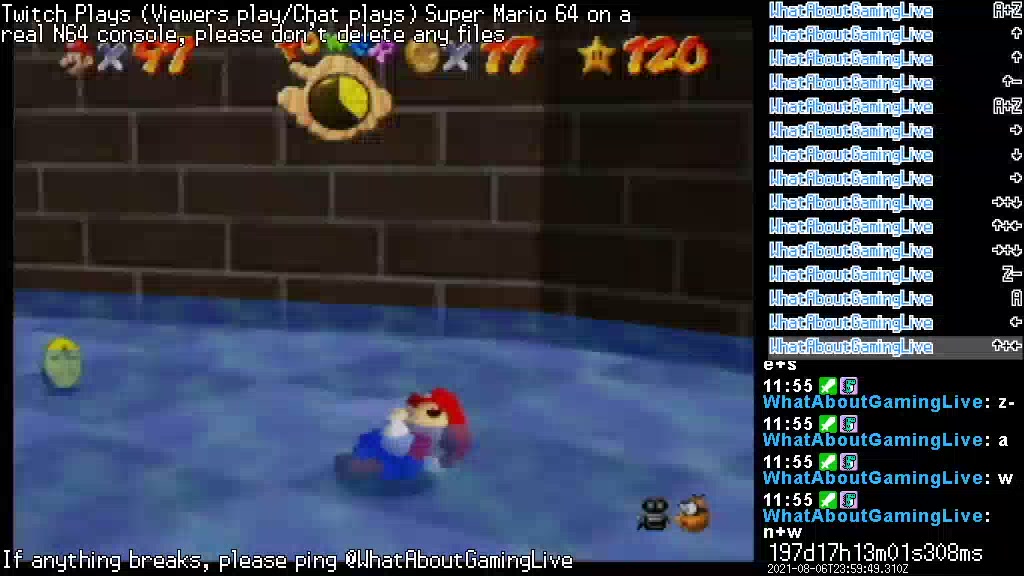 Twitch Plays (Viewers play/Chat plays) Super Mario 64 on a
real N64 console, please don't delete any files
97
77
120
WhatAboutGamingLive A+Z
WhatAboutGamingLive ↑
WhatAboutGamingLive ↑
WhatAboutGamingLive ↑-
WhatAboutGamingLive A+Z
WhatAboutGamingLive →
WhatAboutGamingLive ↓
WhatAboutGamingLive →
WhatAboutGamingLive →+↓
WhatAboutGamingLive ↑+←
WhatAboutGamingLive →+↓
WhatAboutGamingLive Z-
WhatAboutGamingLive A
WhatAboutGamingLive ←
WhatAboutGamingLive ↑+←
e+s
11:55
WhatAboutGamingLive: z-
11:55
WhatAboutGamingLive: a
11:55
WhatAboutGamingLive: w
11:55
WhatAboutGamingLive:
n+w
197d17h13m01s308ms
2021-08-06T23:59:49.310Z
If anything breaks, please ping @WhatAboutGamingLive